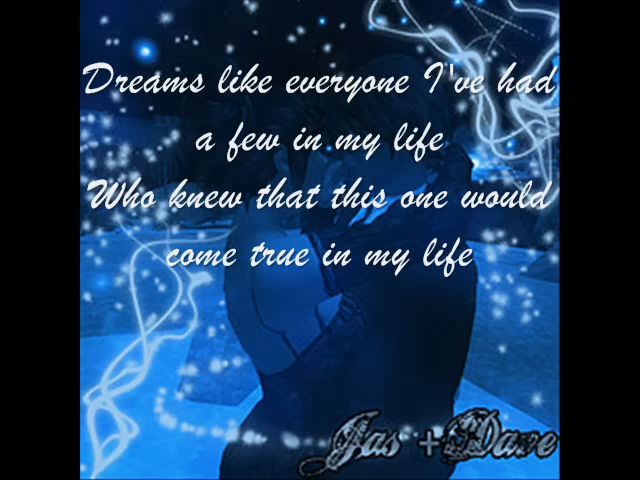 Dreams like everyone I've had
a few in my life
Who knew that this one would
come true in my life
Jas + Dave